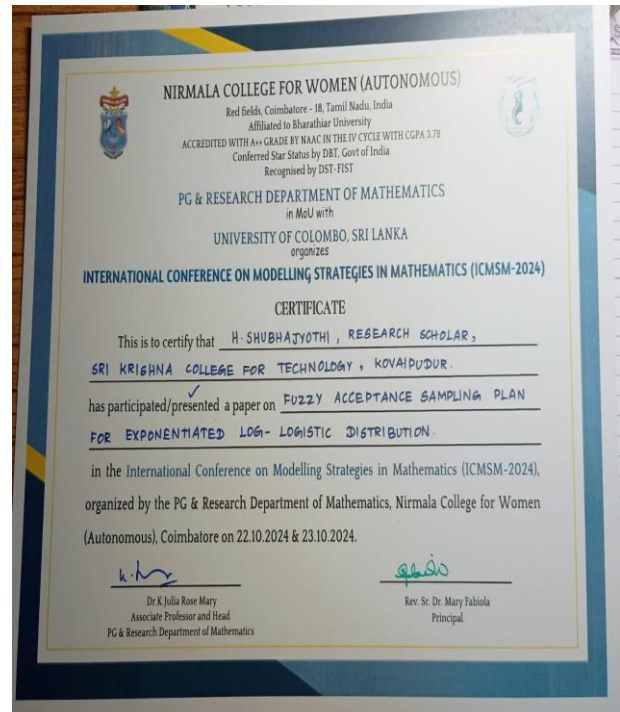 NIRMALA COLLEGE FOR WOMEN (AUTONOMOUS)
Red fields, Coimbatore - 18, Tamil Nadu, India
Affiliated to Bharathiar University
ACCREDITED WITH A++ GRADE BY NAAC IN THE IV CYCLE WITH CGPA 3.78
Conferred Star Status by DBT, Govt of India
Recognised by DST-FIST
PG & RESEARCH DEPARTMENT OF MATHEMATICS
in MoU with
UNIVERSITY OF COLOMBO, SRI LANKA
organizes
INTERNATIONAL CONFERENCE ON MODELLING STRATEGIES IN MATHEMATICS (ICMSM-2024)
CERTIFICATE
This is to certify that H. SHUBHAJYOTHI, RESEARCH SCHOLAR,
SRI KRISHNA COLLEGE FOR TECHNOLOGY, KOVAIPUDUR.
has participated/presented a paper on FUZZY ACCEPTANCE SAMPLING PLAN
FOR EXPONENTIATED LOG-LOGISTIC DISTRIBUTION.
in the International Conference on Modelling Strategies in Mathematics (ICMSM-2024),
organized by the PG & Research Department of Mathematics, Nirmala College for Women
(Autonomous), Coimbatore on 22.10.2024 & 23.10.2024.
Dr. K. Julia Rose Mary
Associate Professor and Head
PG & Research Department of Mathematics
Rev. Sr. Dr. Mary Fabiola
Principal